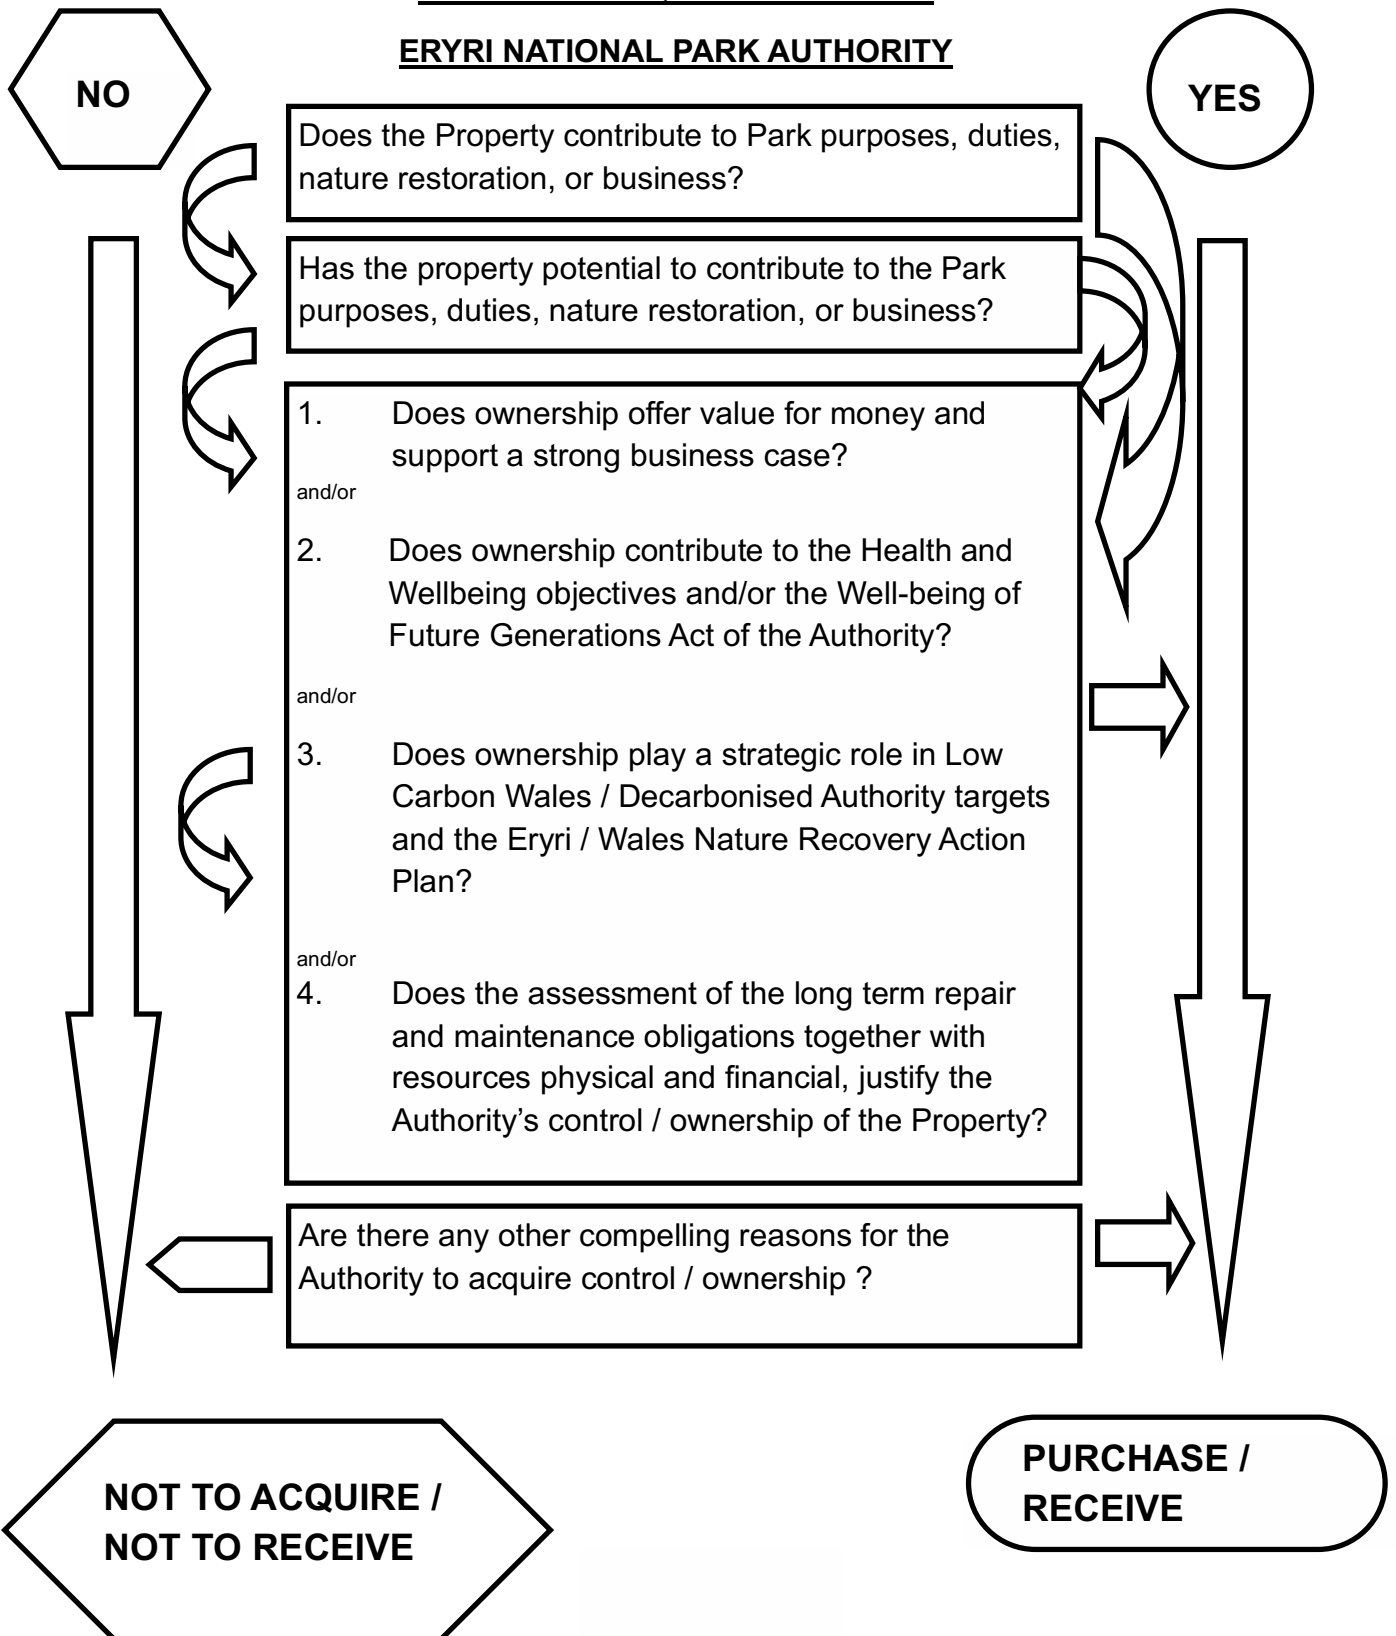 ERYRI NATIONAL PARK AUTHORITY
NO
YES
Does the Property contribute to Park purposes, duties,
nature restoration, or business?
Has the property potential to contribute to the Park
purposes, duties, nature restoration, or business?
1. Does ownership offer value for money and
support a strong business case?
and/or
2. Does ownership contribute to the Health and
Wellbeing objectives and/or the Well-being of
Future Generations Act of the Authority?
and/or
3. Does ownership play a strategic role in Low
Carbon Wales / Decarbonised Authority targets
and the Eryri / Wales Nature Recovery Action
Plan?
and/or
4. Does the assessment of the long term repair
and maintenance obligations together with
resources physical and financial, justify the
Authority’s control / ownership of the Property?
Are there any other compelling reasons for the
Authority to acquire control / ownership ?
NOT TO ACQUIRE /
NOT TO RECEIVE
PURCHASE /
RECEIVE